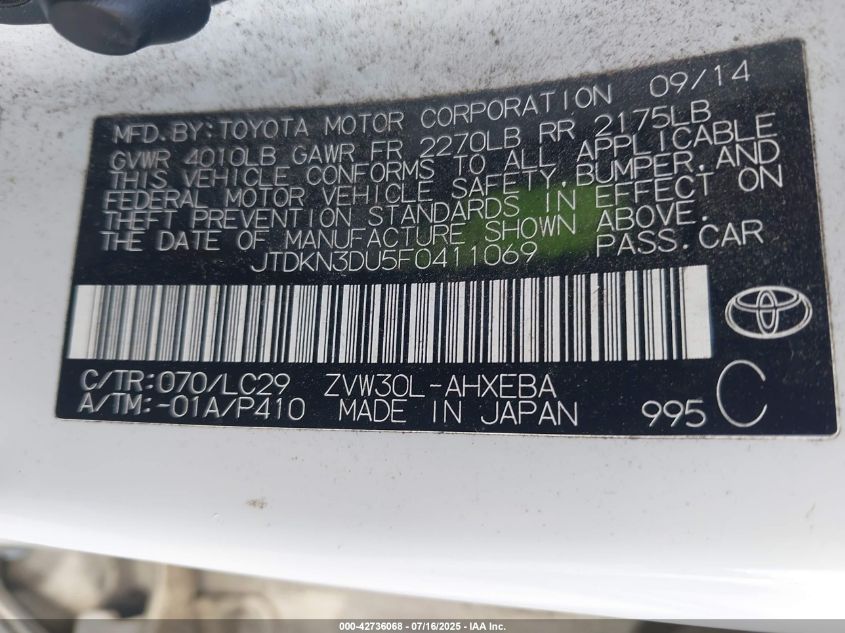 MFD. BY: TOYOTA MOTOR CORPORATION 09/14
GVWR 4010LB GAWR FR 2270LB RR 2175LB
THIS VEHICLE CONFORMS TO ALL APPLICABLE
FEDERAL MOTOR VEHICLE SAFETY, BUMPER, AND
THEFT PREVENTION STANDARDS IN EFFECT ON
THE DATE OF MANUFACTURE SHOWN ABOVE.
JTDKN3DU5F0411069 PASS. CAR
C/TR:070/LC29 ZVW30L-AHXEBA
A/TM:-01A/P410 MADE IN JAPAN 995 C
000-42736068 - 07/16/2025 - IAA Inc.